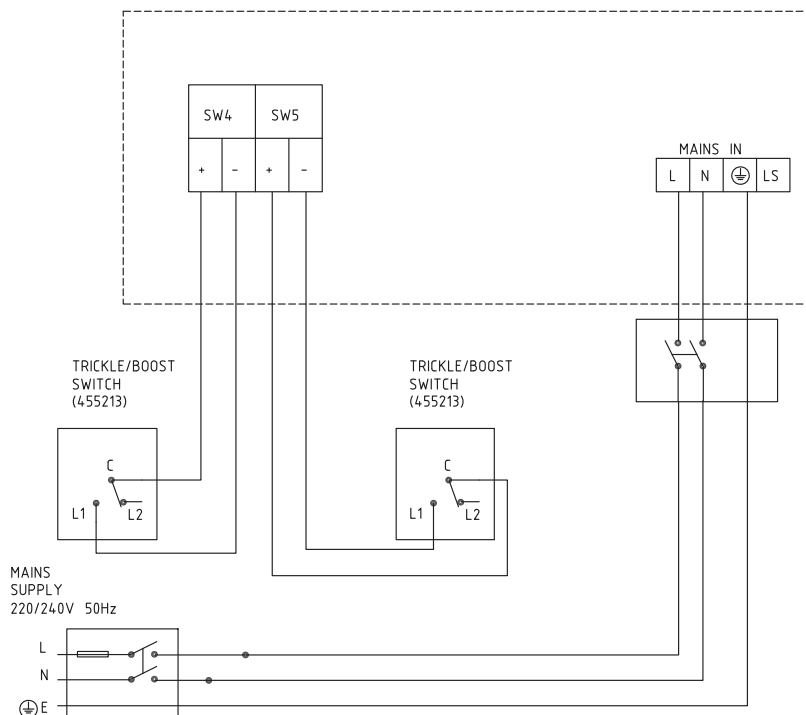 SW4 SW5
+ - + -
MAINS IN
L N LS
TRICKLE/BOOST
SWITCH
(455213)
C
L1 L2
TRICKLE/BOOST
SWITCH
(455213)
C
L1 L2
MAINS
SUPPLY
220/240V 50Hz
L
N
E